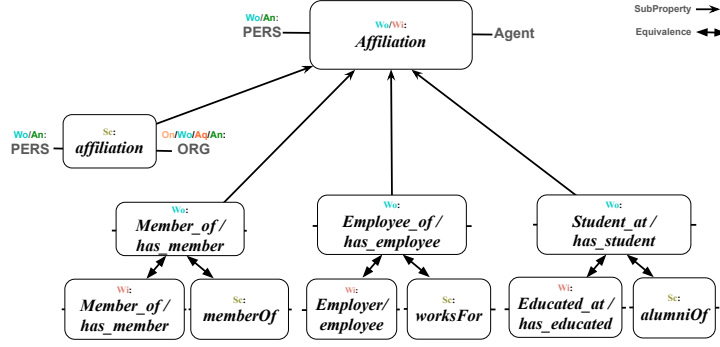 SubProperty
Equivalence
Wo/An:
PERS
Wo/Wi:
Affiliation
Agent
Wo/An:
PERS
Sc:
affiliation
On/Wo/Aq/An:
ORG
Wo:
Member_of /
has_member
Wo:
Employee_of /
has_employee
Wo:
Student_at /
has_student
Wi:
Member_of /
has_member
Sc:
memberOf
Wi:
Employer/
employee
Sc:
worksFor
Wi:
Educated_at /
has_educated
Sc:
alumniOf